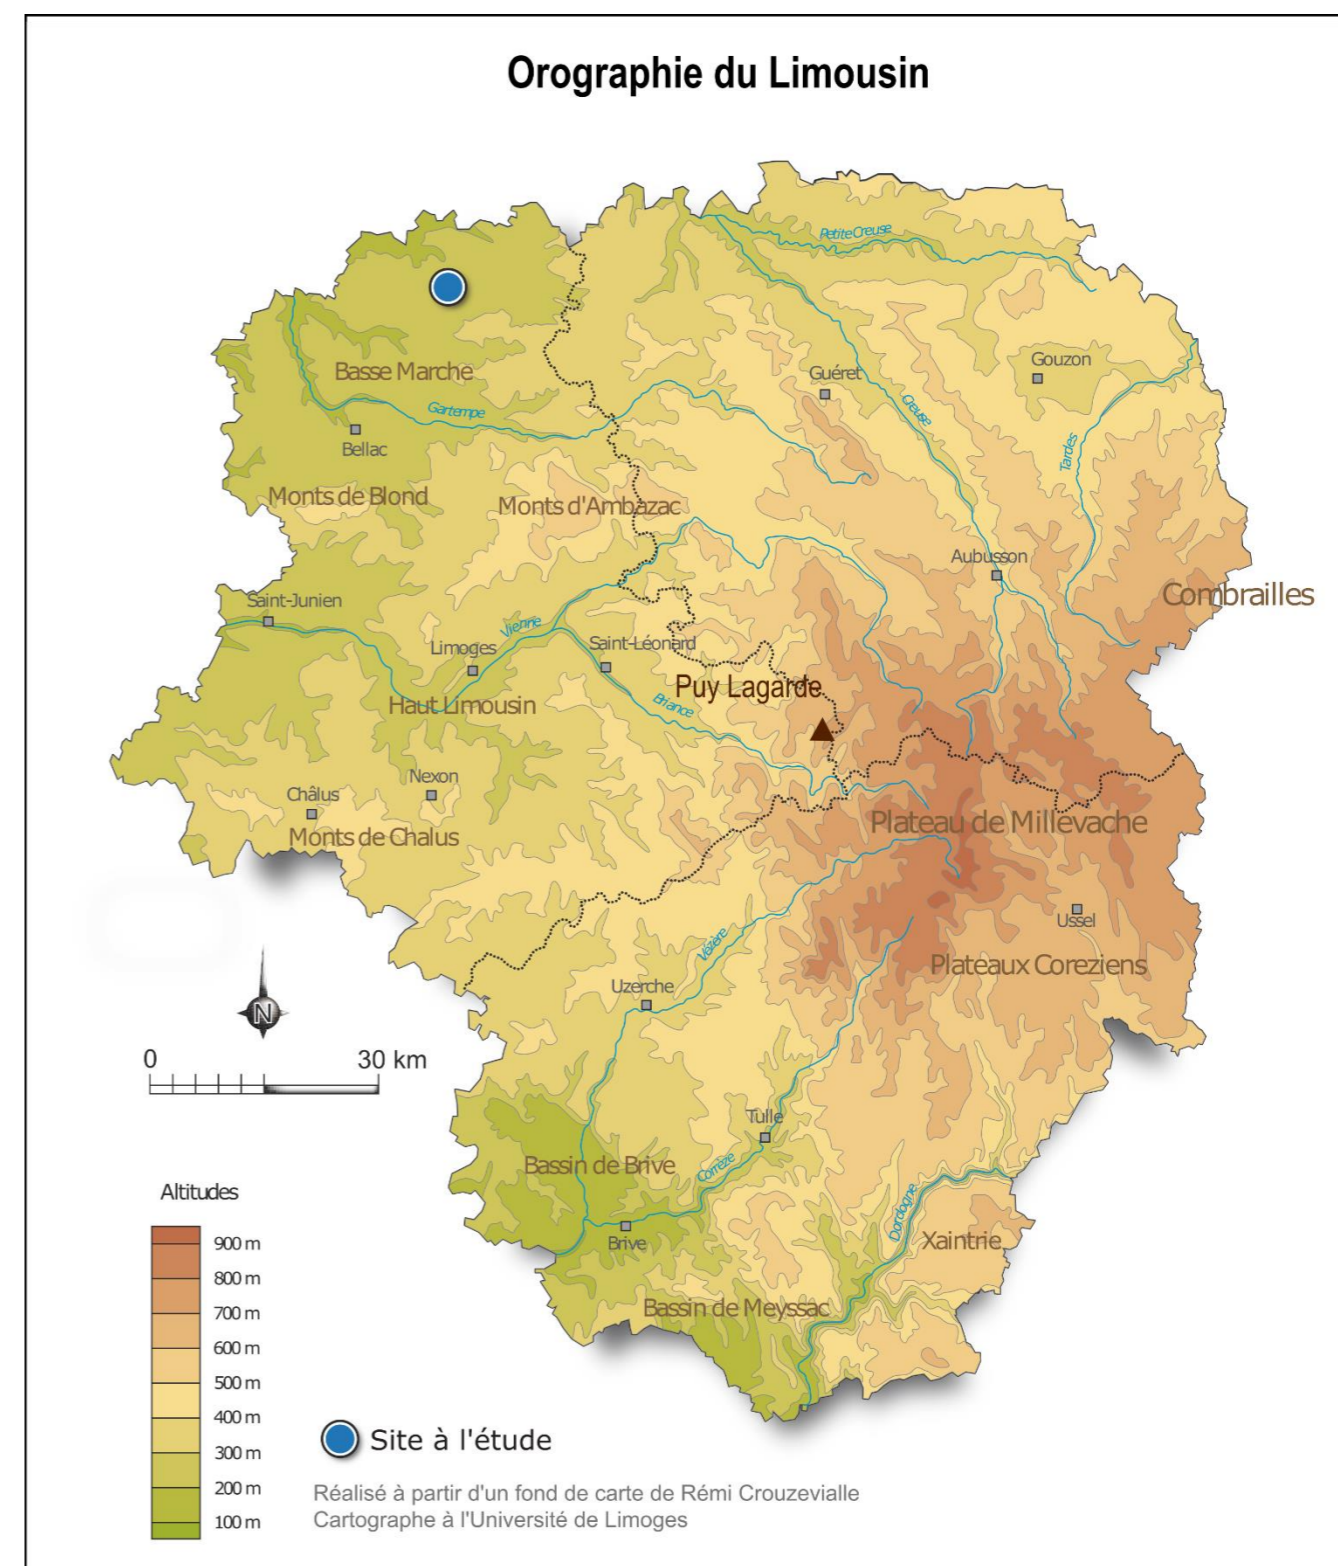 Orographie du Limousin
Petite Creuse
Gouzon
Guéret
Basse Marche
Creuse
Gartempe
Tardes
Bellac
Monts de Blond
Monts d'Ambazac
Aubusson
Combrailles
Saint-Junien
Vienne
Limoges
Saint-Léonard
Puy Lagarde
Haut Limousin
Briance
Nexon
Châlus
Monts de Chalus
Plateau de Millevache
Ussel
Vézère
Plateaux Coreziens
Uzerche
N
0 30 km
Tulle
Bassin de Brive
Corrèze
Altitudes
Dordogne
Xaintrie
Brive
900 m
800 m
Bassin de Meyssac
700 m
600 m
500 m
400 m
300 m
200 m
100 m
Site à l'étude
Réalisé à partir d'un fond de carte de Rémi Crouzevialle
Cartographe à l'Université de Limoges